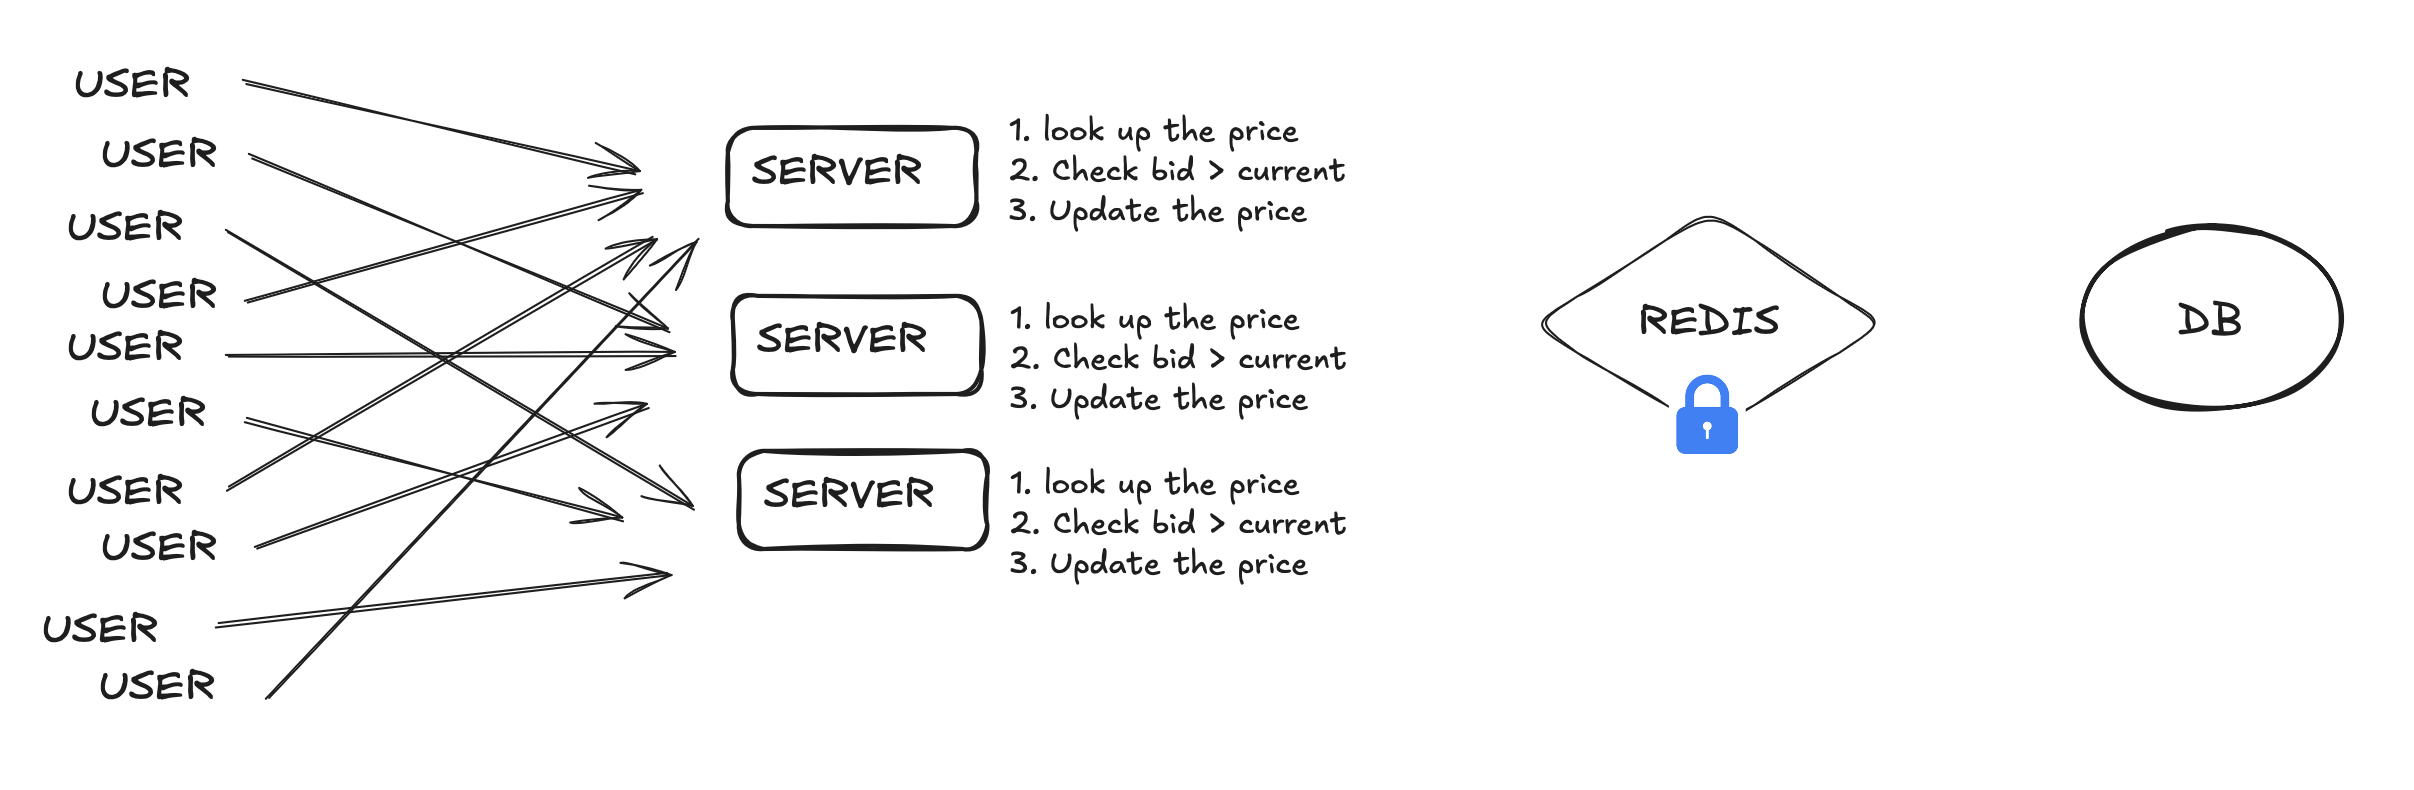 USER
USER
USER
USER
USER
USER
USER
USER
USER
USER
SERVER
1. look up the price
2. Check bid > current
3. Update the price
SERVER
1. look up the price
2. Check bid > current
3. Update the price
SERVER
1. look up the price
2. Check bid > current
3. Update the price
REDIS
DB